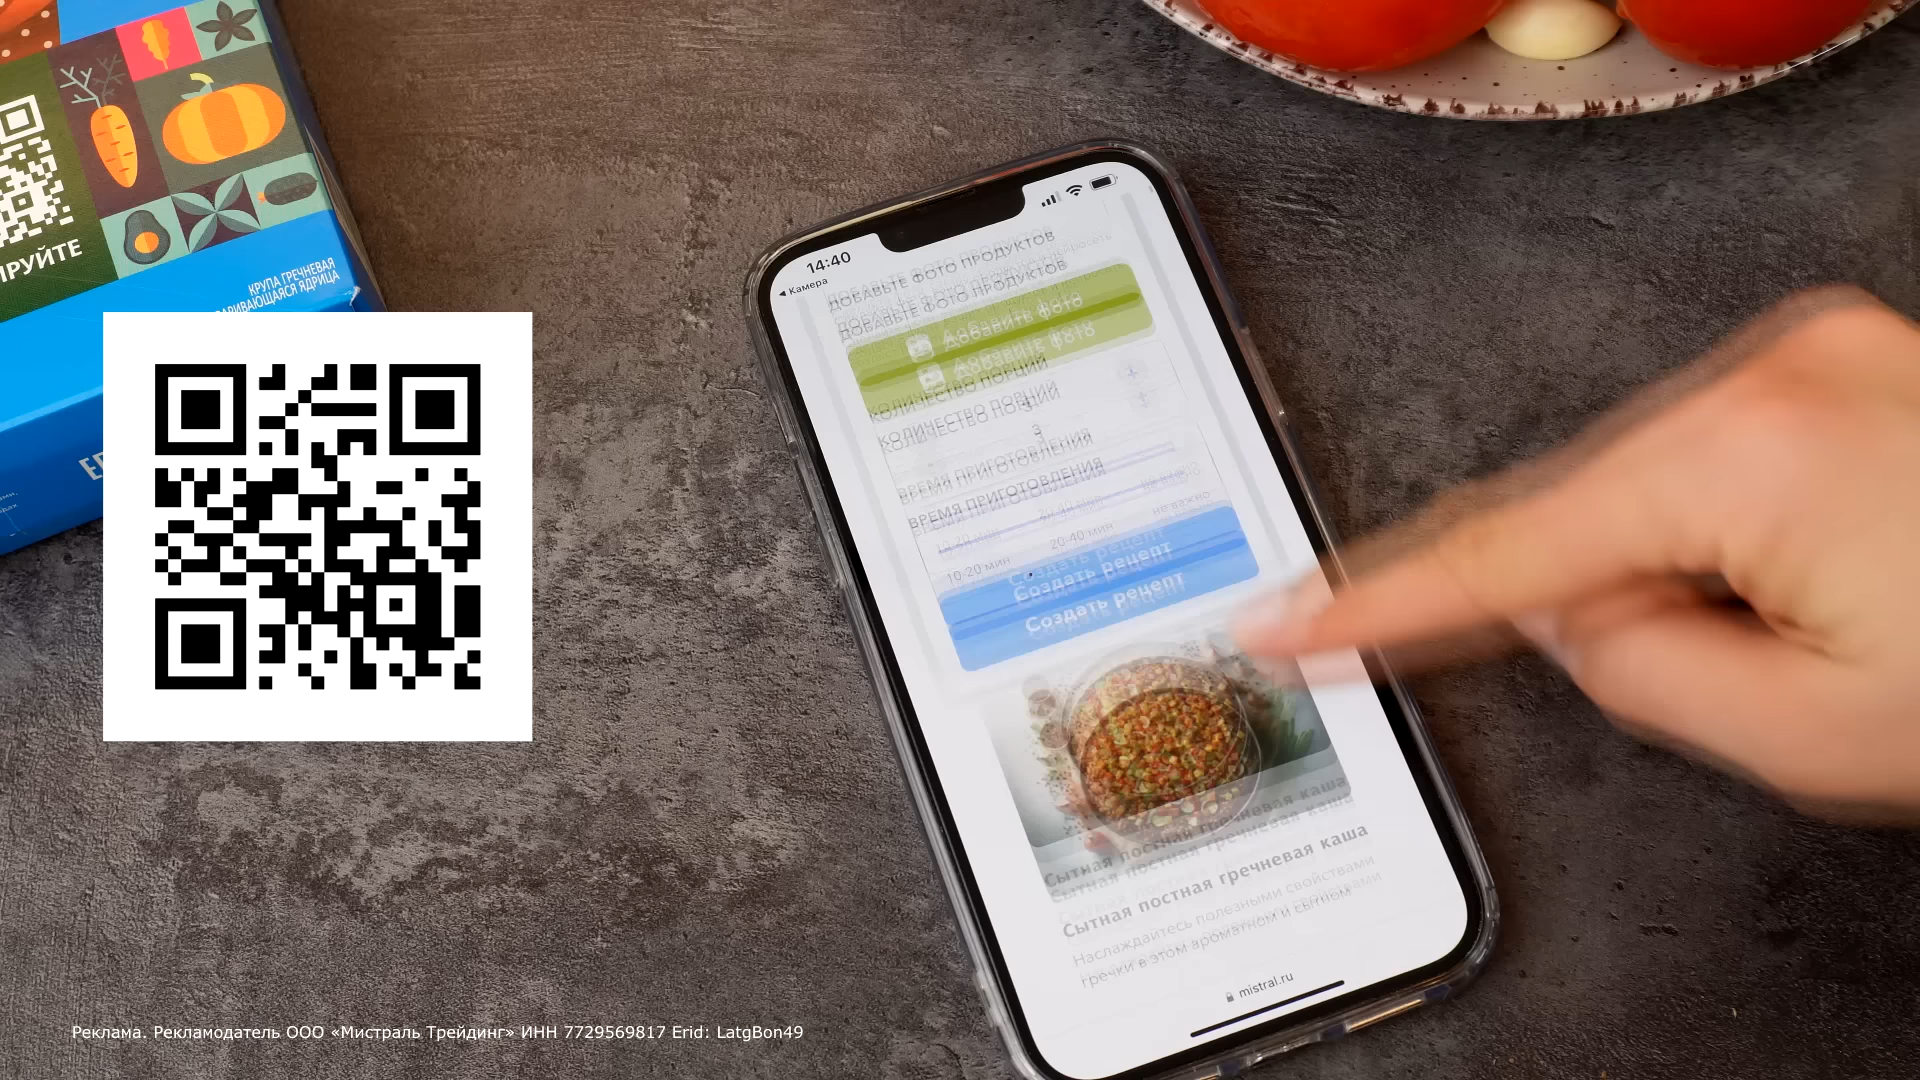 КРУПА ГРЕЧНЕВАЯ
14:40
Камера
ДОБАВЬТЕ ФОТО ПРОДУКТОВ
Добавить фото
КОЛИЧЕСТВО ПОРЦИЙ
3
ВРЕМЯ ПРИГОТОВЛЕНИЯ
10-20 мин 20-40 мин не важно
Создать рецепт
Сытная постная гречневая каша
Наслаждайтесь полезными свойствами
гречки в этом ароматном и сытном
mistral.ru
Реклама. Рекламодатель ООО «Мистраль Трейдинг» ИНН 7729569817 Erid: LatgBon49